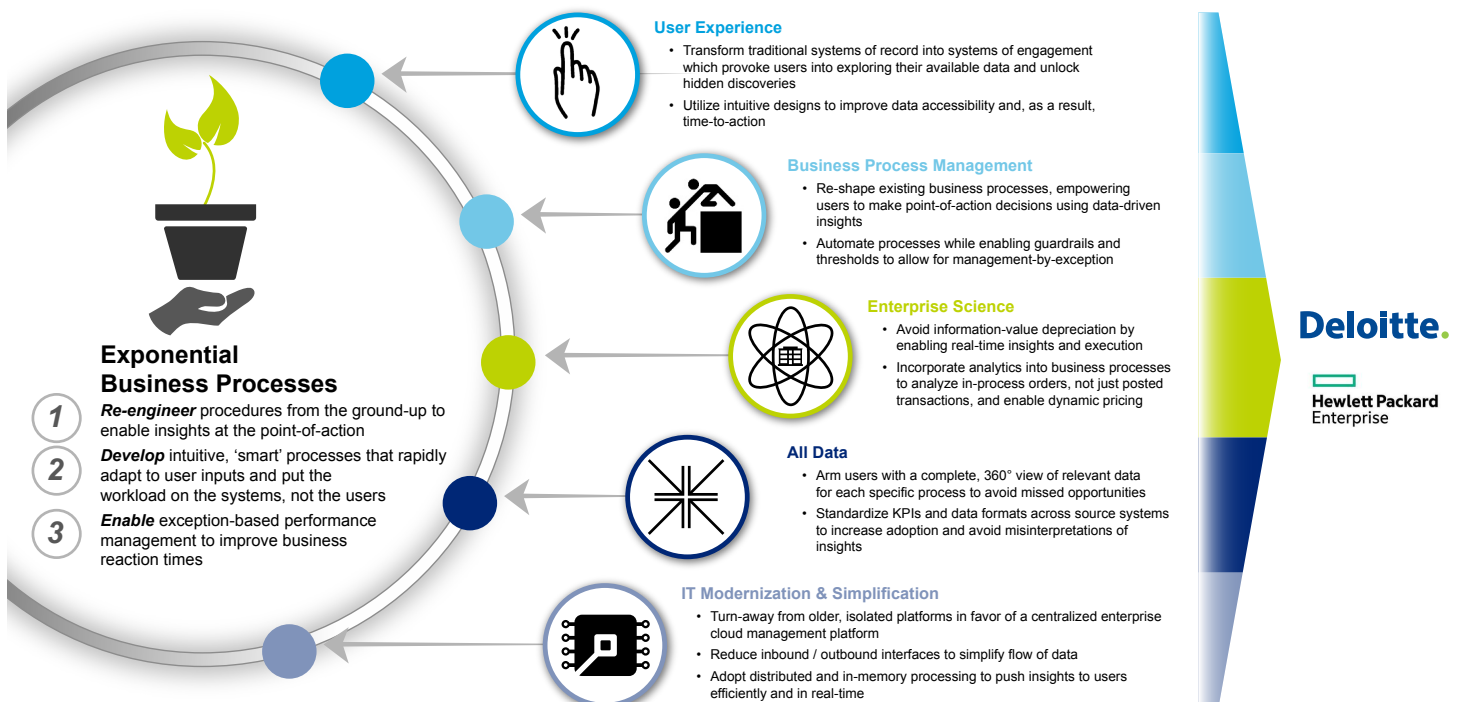 User Experience
• Transform traditional systems of record into systems of engagement
which provoke users into exploring their available data and unlock
hidden discoveries
• Utilize intuitive designs to improve data accessibility and, as a result,
time-to-action
Business Process Management
• Re-shape existing business processes, empowering
users to make point-of-action decisions using data-driven
insights
• Automate processes while enabling guardrails and
thresholds to allow for management-by-exception
Enterprise Science
• Avoid information-value depreciation by
enabling real-time insights and execution
• Incorporate analytics into business processes
to analyze in-process orders, not just posted
transactions, and enable dynamic pricing
All Data
• Arm users with a complete, 360° view of relevant data
for each specific process to avoid missed opportunities
• Standardize KPIs and data formats across source systems
to increase adoption and avoid misinterpretations of
insights
IT Modernization & Simplification
• Turn-away from older, isolated platforms in favor of a centralized enterprise
cloud management platform
• Reduce inbound / outbound interfaces to simplify flow of data
• Adopt distributed and in-memory processing to push insights to users
efficiently and in real-time
Exponential
Business Processes
1 Re-engineer procedures from the ground-up to
enable insights at the point-of-action
2 Develop intuitive, ‘smart’ processes that rapidly
adapt to user inputs and put the
workload on the systems, not the users
3 Enable exception-based performance
management to improve business
reaction times
Deloitte.
Hewlett Packard
Enterprise